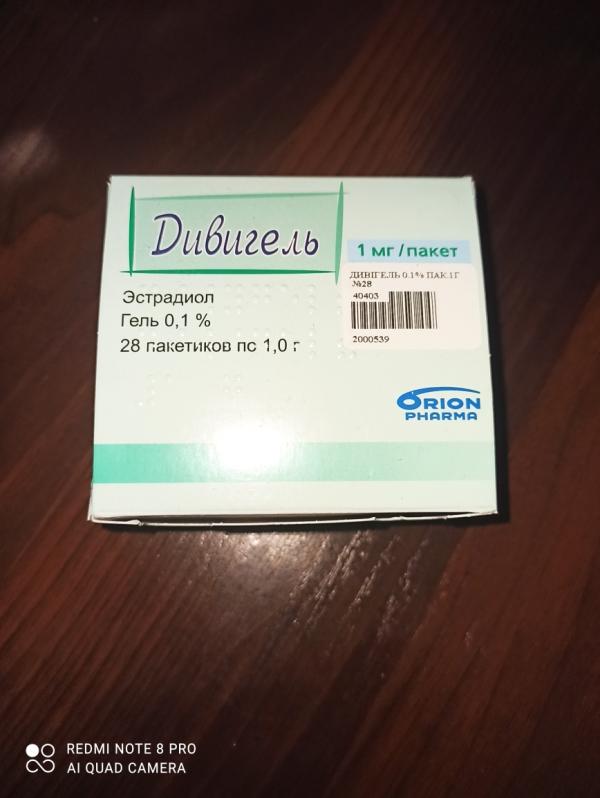 Дивигель
1 мг/пакет
Эстрадиол
Гель 0,1 %
28 пакетиков по 1,0 г
ДИВІГЕЛЬ 0.1% ПАК.1Г
№28
40403
2000539
ORION
PHARMA
REDMI NOTE 8 PRO
AI QUAD CAMERA